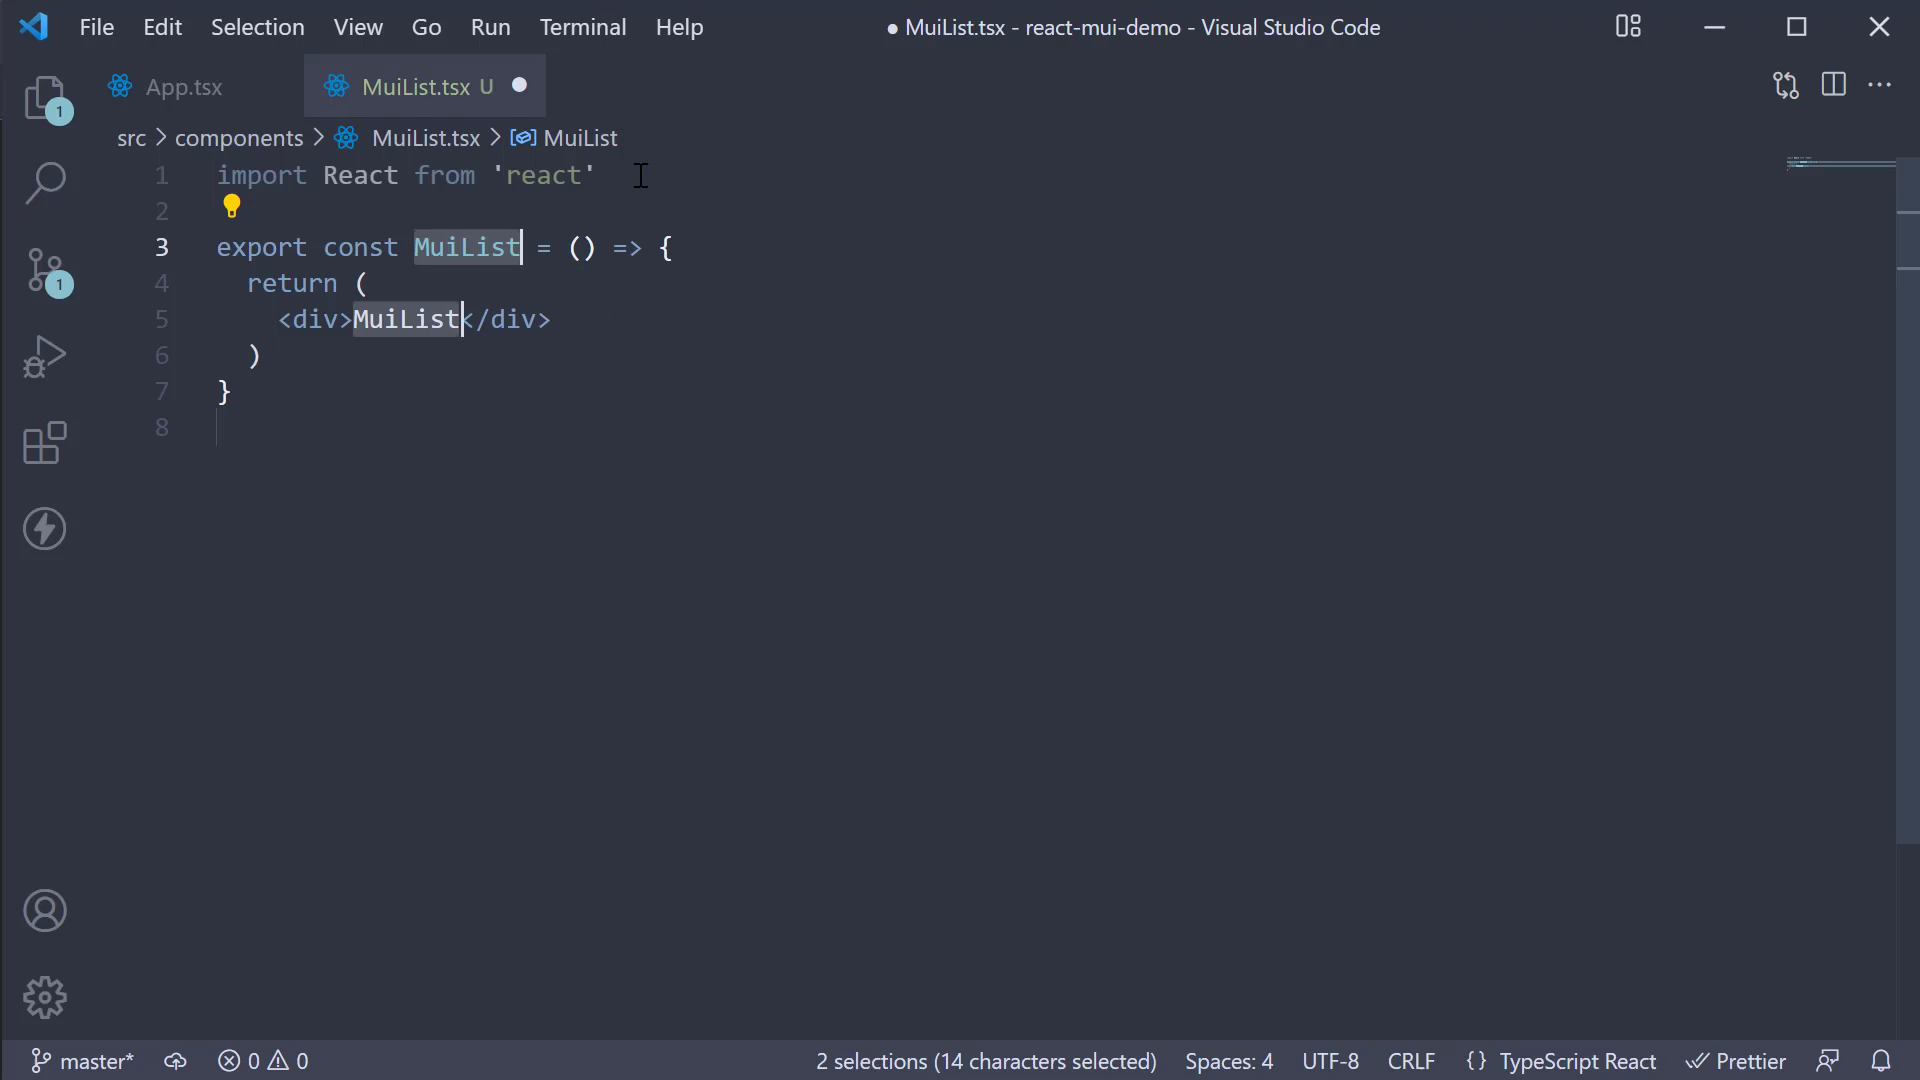 File Edit Selection View Go Run Terminal Help
● MuiList.tsx - react-mui-demo - Visual Studio Code
App.tsx
MuiList.tsx U
src > components > MuiList.tsx > MuiList
1 import React from 'react'
2
3 export const MuiList = () => {
4 return (
5 <div>MuiList</div>
6 )
7 }
8
1
1
master*
0 0
2 selections (14 characters selected)
Spaces: 4
UTF-8
CRLF
{} TypeScript React
Prettier